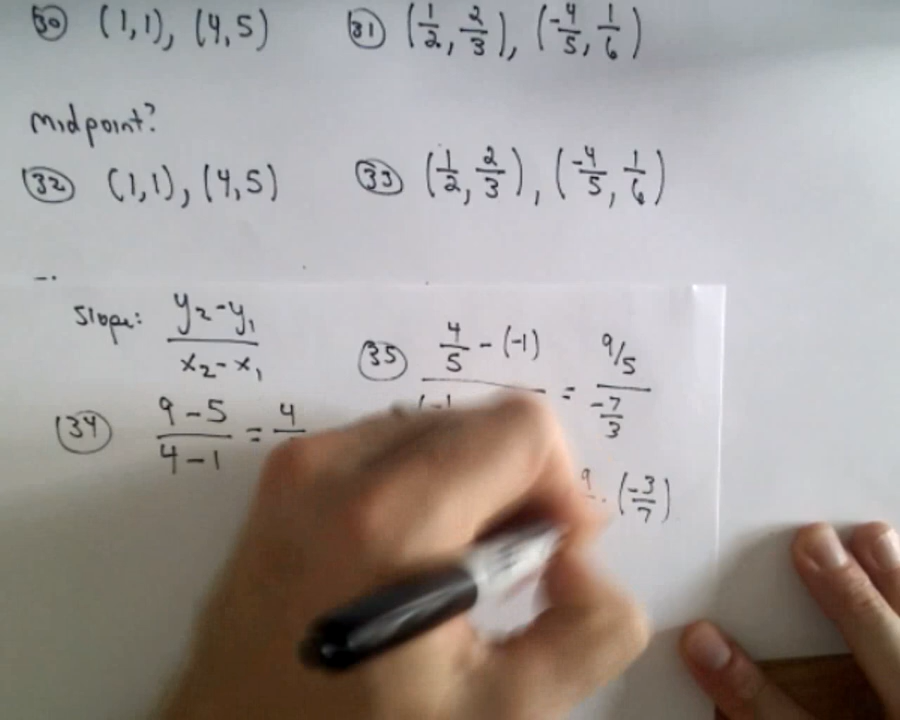 30 (1,1), (4,5) 31 (1/2, 2/3), (-4/5, 1/6)
Midpoint?
32 (1,1), (4,5) 33 (1/2, 2/3), (-4/5, 1/6)
Slope: y₂-y₁ / x₂-x₁
35 4/5 - (-1) = 9/5 / -7/3
34 9-5 / 4-1 = 4
9 · (-3/7)